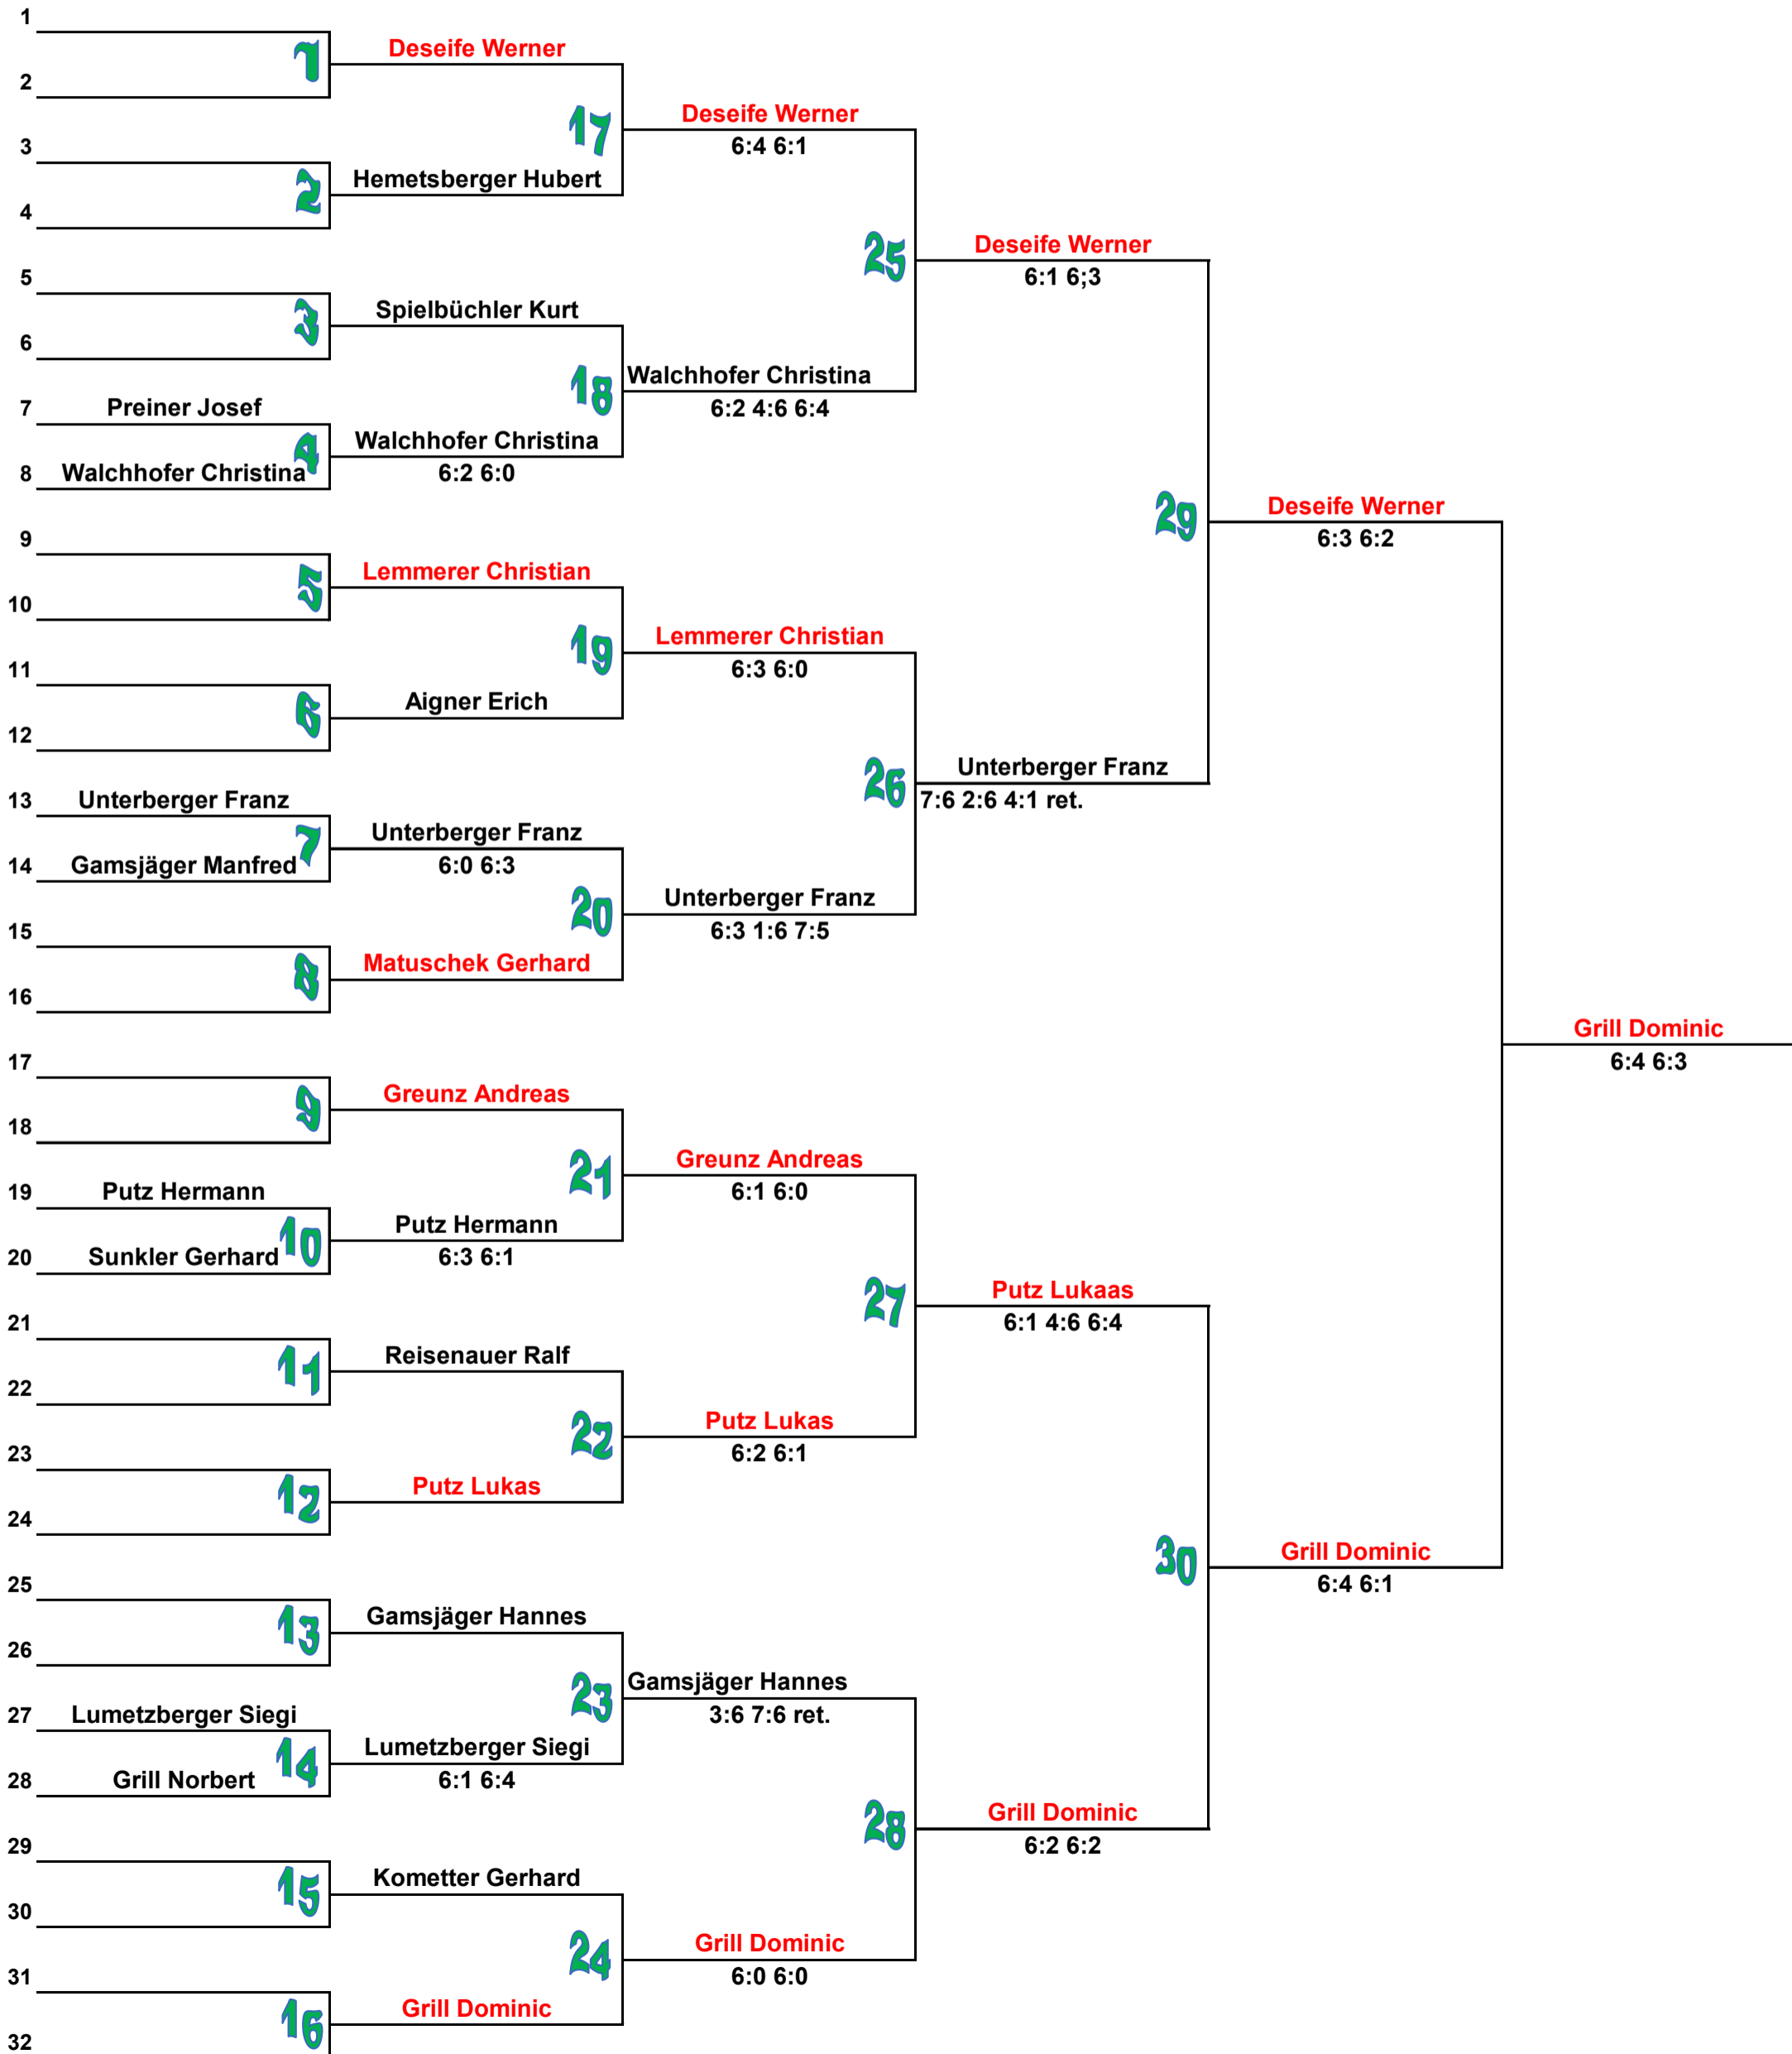 1
Deseife Werner
1
2
Deseife Werner
17
6:4 6:1
3
Hemetsberger Hubert
2
4
Deseife Werner
25
6:1 6;3
5
Spielbüchler Kurt
3
6
Walchhofer Christina
18
6:2 4:6 6:4
7 Preiner Josef
Walchhofer Christina
4
8 Walchhofer Christina
6:2 6:0
Deseife Werner
29
6:3 6:2
9
Lemmerer Christian
5
10
Lemmerer Christian
19
6:3 6:0
11
Aigner Erich
6
12
Unterberger Franz
26
7:6 2:6 4:1 ret.
13 Unterberger Franz
Unterberger Franz
7
14 Gamsjäger Manfred
6:0 6:3
Unterberger Franz
20
6:3 1:6 7:5
15
Matuschek Gerhard
8
16
Grill Dominic
6:4 6:3
17
Greunz Andreas
9
18
Greunz Andreas
21
6:1 6:0
19 Putz Hermann
Putz Hermann
10
20 Sunkler Gerhard
6:3 6:1
Putz Lukaas
27
6:1 4:6 6:4
21
Reisenauer Ralf
11
22
Putz Lukas
22
6:2 6:1
23
Putz Lukas
12
24
Grill Dominic
30
6:4 6:1
25
Gamsjäger Hannes
13
26
Gamsjäger Hannes
23
3:6 7:6 ret.
27 Lumetzberger Siegi
Lumetzberger Siegi
14
28 Grill Norbert
6:1 6:4
Grill Dominic
28
6:2 6:2
29
Kometter Gerhard
15
30
Grill Dominic
24
6:0 6:0
31
Grill Dominic
16
32